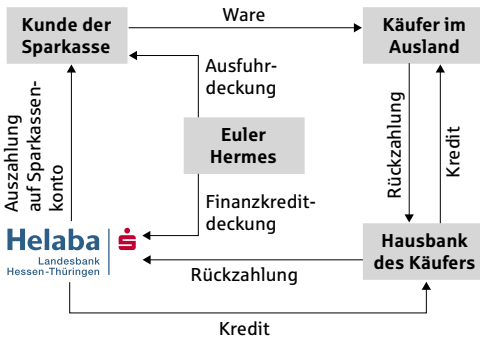 Kunde der
Sparkasse
Ware
Käufer im
Ausland
Ausfuhr-
deckung
Euler
Hermes
Auszahlung
auf Sparkassen-
konto
Rückzahlung
Kredit
Finanzkredit-
deckung
Helaba
Landesbank
Hessen-Thüringen
Hausbank
des Käufers
Rückzahlung
Kredit